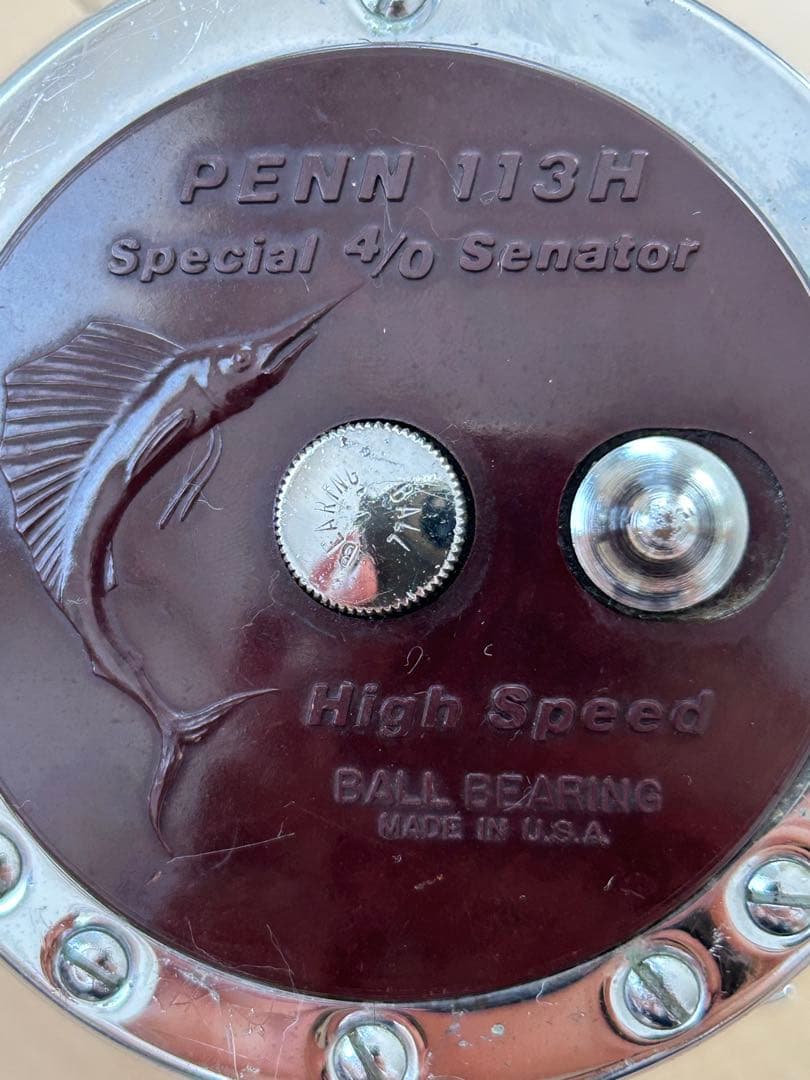 PENN 113H
Special 4/0 Senator
BALL
BEARING
High Speed
BALL BEARING
MADE IN U.S.A.